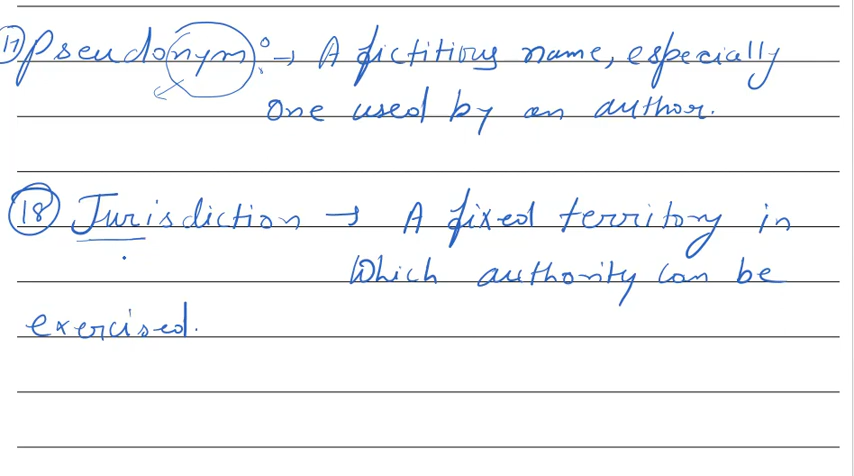 17) Pseudonym :→ A fictitious name, especially
One used by an author.
18 Jurisdiction → A fixed territory in
Which authority can be
exercised.